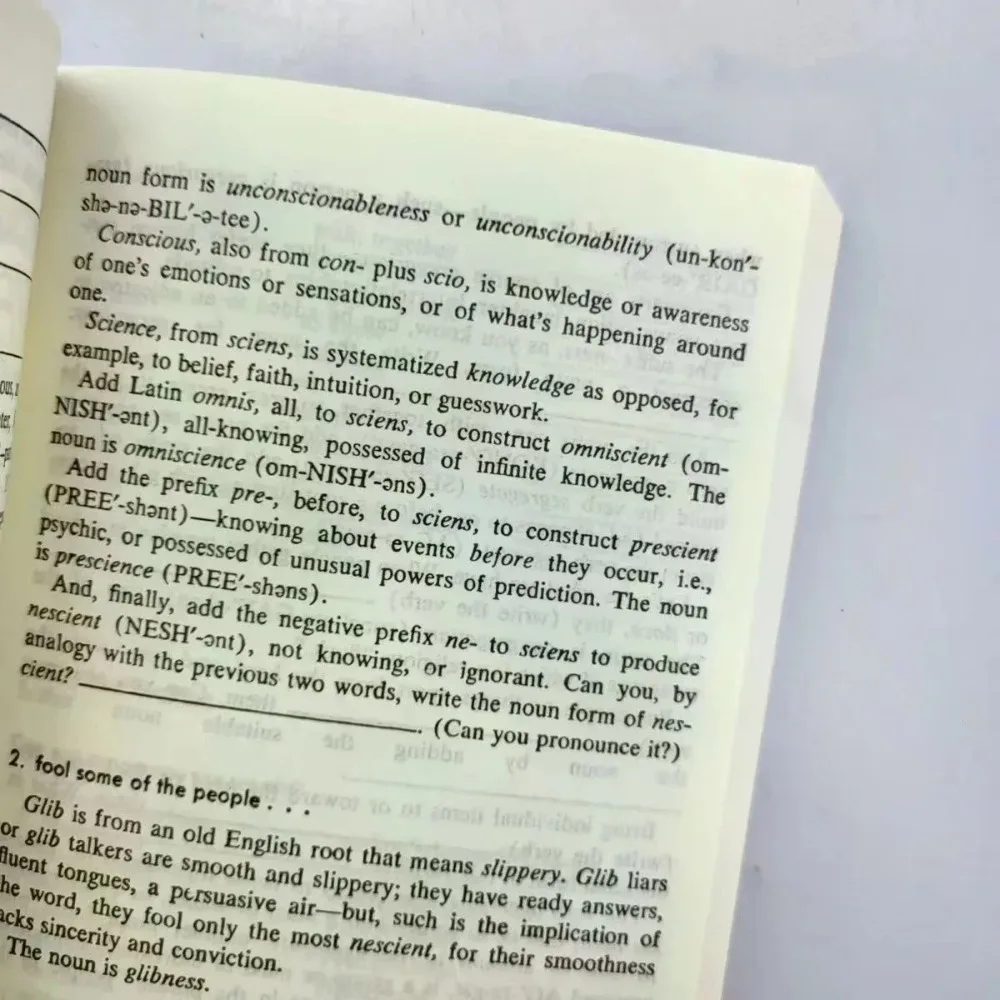 noun form is unconscionableness or unconscionability (un-kon′-
shə-nə-BIL′-ə-tee).
Conscious, also from con- plus scio, is knowledge or awareness
of one's emotions or sensations, or of what's happening around
one.
Science, from sciens, is systematized knowledge as opposed, for
example, to belief, faith, intuition, or guesswork.
Add Latin omnis, all, to sciens, to construct omniscient (om-
NISH′-ənt), all-knowing, possessed of infinite knowledge. The
noun is omniscience (om-NISH′-əns).
Add the prefix pre-, before, to sciens, to construct prescient
(PREE′-shənt)—knowing about events before they occur, i.e.,
psychic, or possessed of unusual powers of prediction. The noun
is prescience (PREE′-shəns).
And, finally, add the negative prefix ne- to sciens to produce
nescient (NESH′-ənt), not knowing, or ignorant. Can you, by
analogy with the previous two words, write the noun form of nes-
cient? ______________. (Can you pronounce it?)
2. fool some of the people . . .
Glib is from an old English root that means slippery. Glib liars
or glib talkers are smooth and slippery; they have ready answers,
fluent tongues, a persuasive air—but, such is the implication of
he word, they fool only the most nescient, for their smoothness
acks sincerity and conviction.
The noun is glibness.